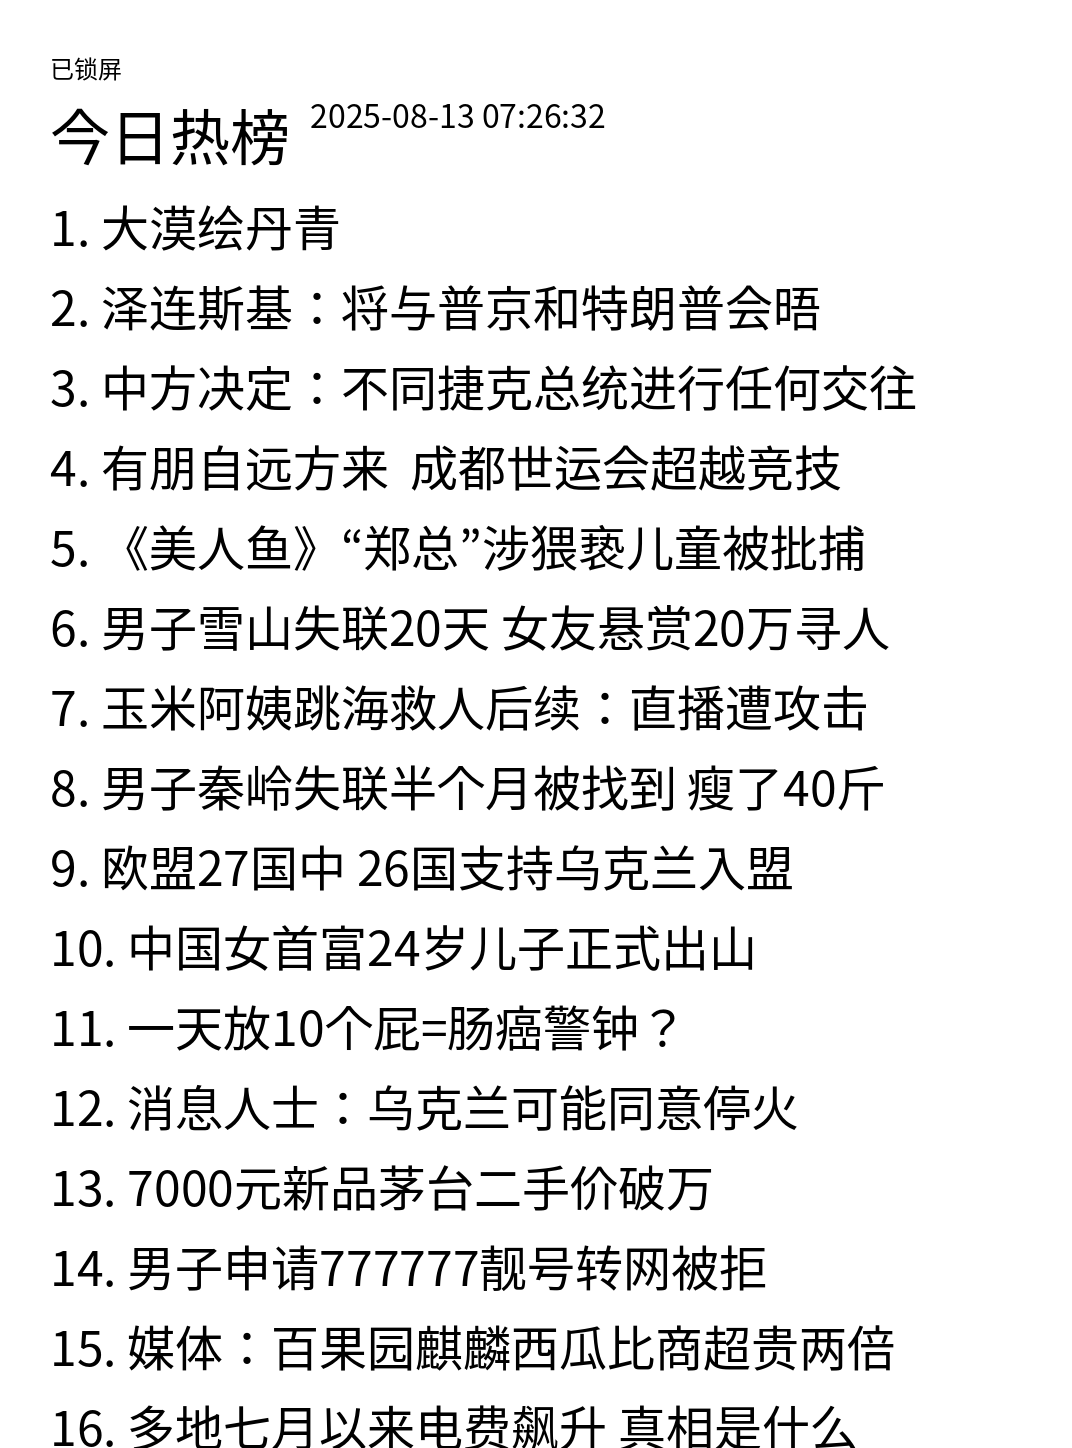 已锁屏
今日热榜 2025-08-13 07:26:32
1. 大漠绘丹青
2. 泽连斯基：将与普京和特朗普会晤
3. 中方决定：不同捷克总统进行任何交往
4. 有朋自远方来 成都世运会超越竞技
5. 《美人鱼》“郑总”涉猥亵儿童被批捕
6. 男子雪山失联20天 女友悬赏20万寻人
7. 玉米阿姨跳海救人后续：直播遭攻击
8. 男子秦岭失联半个月被找到 瘦了40斤
9. 欧盟27国中 26国支持乌克兰入盟
10. 中国女首富24岁儿子正式出山
11. 一天放10个屁=肠癌警钟？
12. 消息人士：乌克兰可能同意停火
13. 7000元新品茅台二手价破万
14. 男子申请777777靓号转网被拒
15. 媒体：百果园麒麟西瓜比商超贵两倍
16. 多地七月以来电费飙升 真相是什么